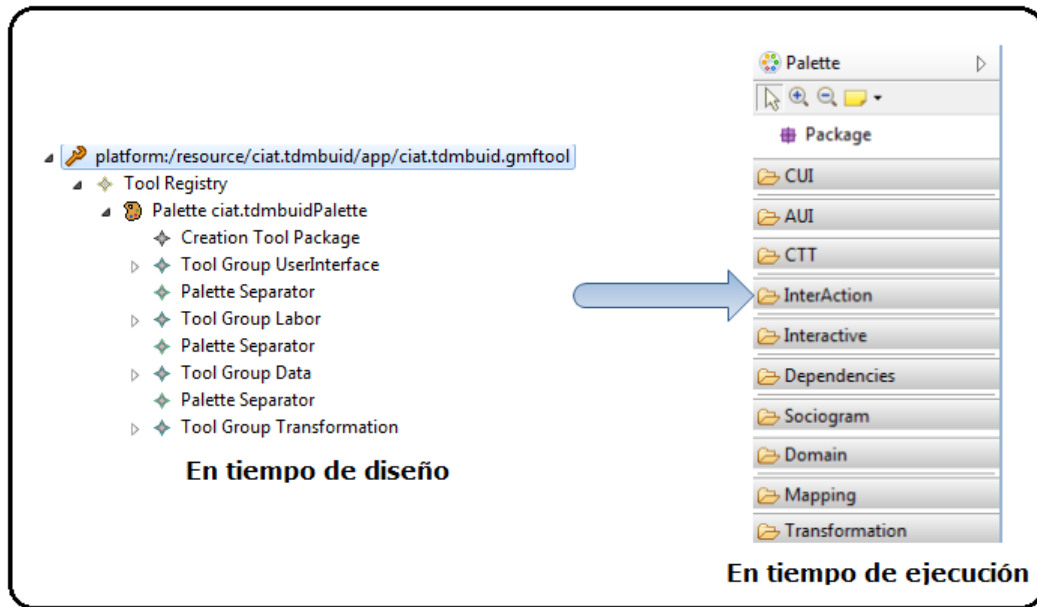 platform:/resource/ciat.tdmbuid/app/ciat.tdmbuid.gmftool
Tool Registry
Palette ciat.tdmbuidPalette
Creation Tool Package
Tool Group UserInterface
Palette Separator
Tool Group Labor
Palette Separator
Tool Group Data
Palette Separator
Tool Group Transformation
En tiempo de diseño
Palette
Package
CUI
AUI
CTT
InterAction
Interactive
Dependencies
Sociogram
Domain
Mapping
Transformation
En tiempo de ejecución